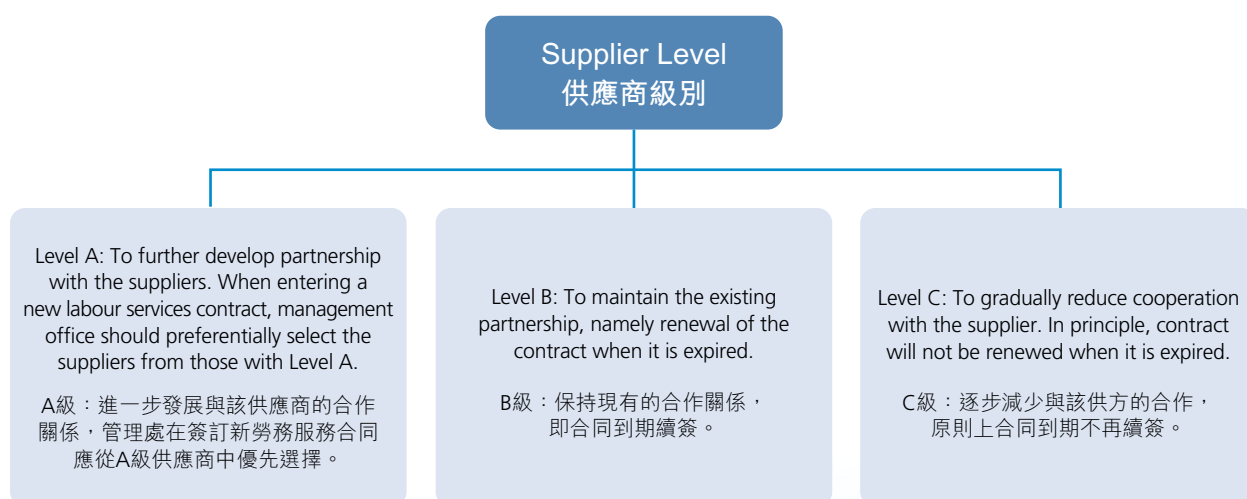 Supplier Level
供應商級別
Level A: To further develop partnership
with the suppliers. When entering a
new labour services contract, management
office should preferentially select the
suppliers from those with Level A.
A級：進一步發展與該供應商的合作
關係，管理處在簽訂新勞務服務合同
應從A級供應商中優先選擇。
Level B: To maintain the existing
partnership, namely renewal of the
contract when it is expired.
B級：保持現有的合作關係，
即合同到期續簽。
Level C: To gradually reduce cooperation
with the supplier. In principle, contract
will not be renewed when it is expired.
C級：逐步減少與該供方的合作，
原則上合同到期不再續簽。